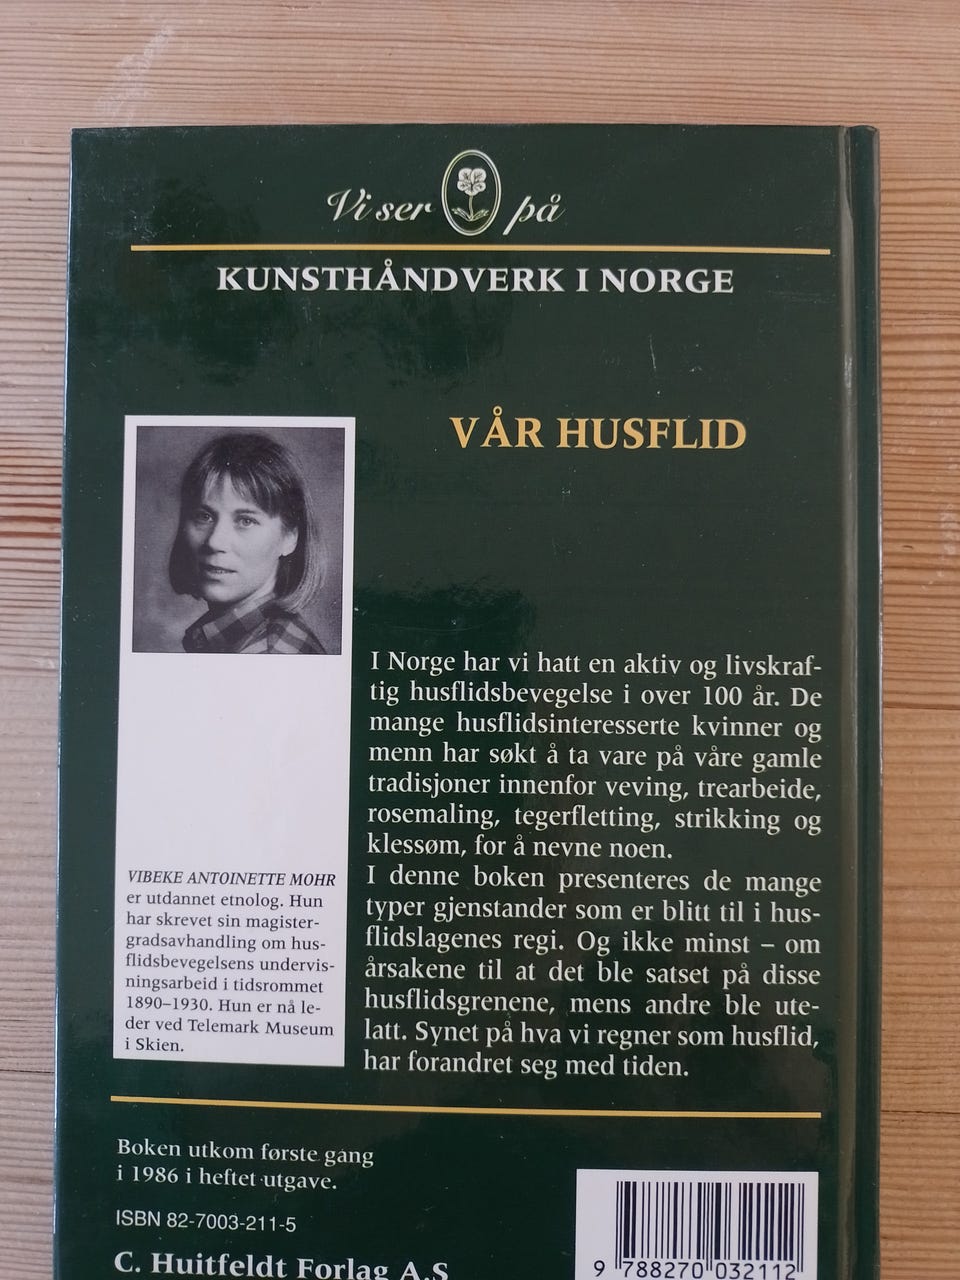 Vi ser på
KUNSTHÅNDVERK I NORGE
VÅR HUSFLID
I Norge har vi hatt en aktiv og livskraf-
tig husflidsbevegelse i over 100 år. De
mange husflidsinteresserte kvinner og
menn har søkt å ta vare på våre gamle
tradisjoner innenfor veving, trearbeide,
rosemaling, tegerfletting, strikking og
klessøm, for å nevne noen.
I denne boken presenteres de mange
typer gjenstander som er blitt til i hus-
flidslagenes regi. Og ikke minst – om
årsakene til at det ble satset på disse
husflidsgrenene, mens andre ble ute-
latt. Synet på hva vi regner som husflid,
har forandret seg med tiden.
VIBEKE ANTOINETTE MOHR
er utdannet etnolog. Hun
har skrevet sin magister-
gradsavhandling om hus-
flidsbevegelsens undervis-
ningsarbeid i tidsrommet
1890–1930. Hun er nå le-
der ved Telemark Museum
i Skien.
Boken utkom første gang
i 1986 i heftet utgave.
ISBN 82-7003-211-5
C. Huitfeldt Forlag A.S
9 788270 032112